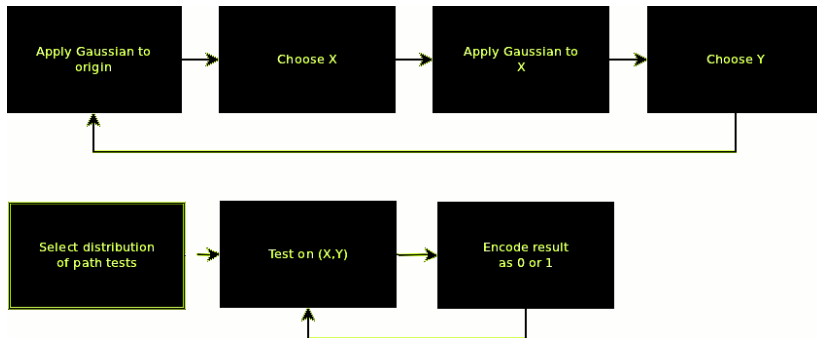 Apply Gaussian to
origin
Choose X
Apply Gaussian to
X
Choose Y
Select distribution
of path tests
Test on (X,Y)
Encode result
as 0 or 1